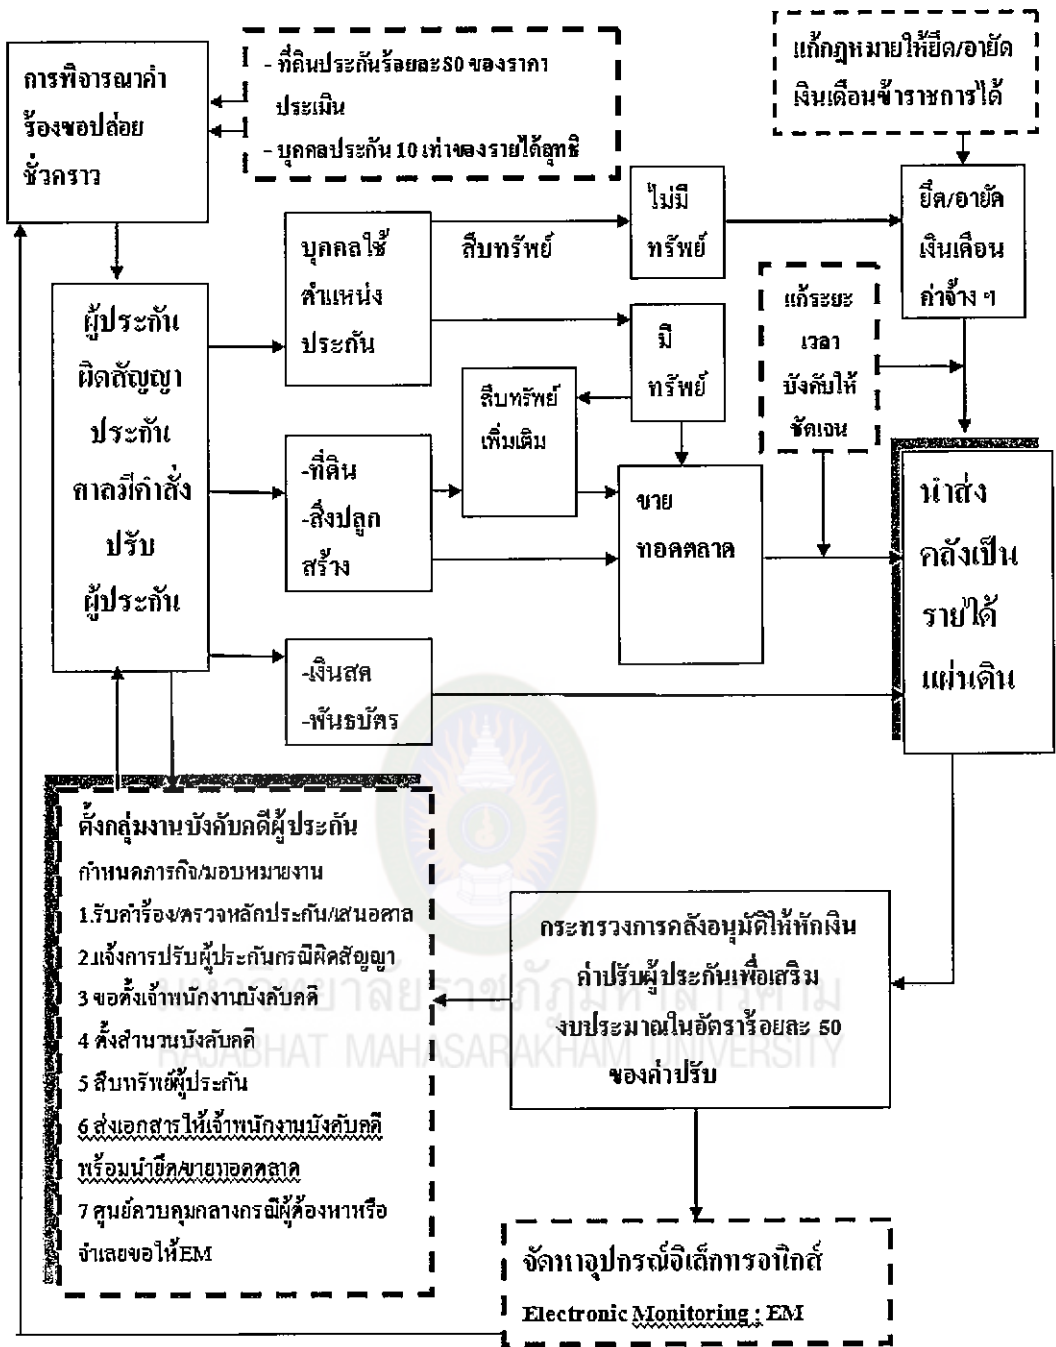 การพิจารณาคำ
ร้องขอปล่อย
ชั่วคราว
- ที่ดินประกันร้อยละ 80 ของราคา
ประเมิน
- บุคคลประกัน 10 เท่าของรายได้สุทธิ
แก้กฎหมายให้ยึด/อายัด
เงินเดือนข้าราชการได้
บุคคลใช้
ตำแหน่ง
ประกัน
สืบทรัพย์
ไม่มี
ทรัพย์
ยึด/อายัด
เงินเดือน
ค่าจ้าง ฯ
ผู้ประกัน
ผิดสัญญา
ประกัน
ศาลมีคำสั่ง
ปรับ
ผู้ประกัน
มี
ทรัพย์
แก้ระยะ
เวลา
บังคับให้
ชัดเจน
สืบทรัพย์
เพิ่มเติม
-ที่ดิน
-สิ่งปลูก
สร้าง
ขาย
ทอดตลาด
นำส่ง
คลังเป็น
รายได้
แผ่นดิน
-เงินสด
-พันธบัตร
ตั้งกลุ่มงานบังคับคดีผู้ประกัน
กำหนดภารกิจ/มอบหมายงาน
1.รับคำร้อง/ตรวจหลักประกัน/เสนอศาล
2.แจ้งการปรับผู้ประกันกรณีผิดสัญญา
3 ขอตั้งเจ้าพนักงานบังคับคดี
4 ตั้งสำนวนบังคับคดี
5 สืบทรัพย์ผู้ประกัน
6 ส่งเอกสารให้เจ้าพนักงานบังคับคดี
พร้อมนำยึด/ขายทอดตลาด
7 ศูนย์ควบคุมกลางกรณีผู้ต้องหาหรือ
จำเลยขอให้EM
กระทรวงการคลังอนุมัติให้หักเงิน
ค่าปรับผู้ประกันเพื่อเสริม
งบประมาณในอัตราร้อยละ 50
ของค่าปรับ
มหาวิทยาลัยราชภัฏมหาสารคาม
RAJABHAT MAHASARAKHAM UNIVERSITY
จัดหาอุปกรณ์อิเล็กทรอนิกส์
Electronic Monitoring : EM